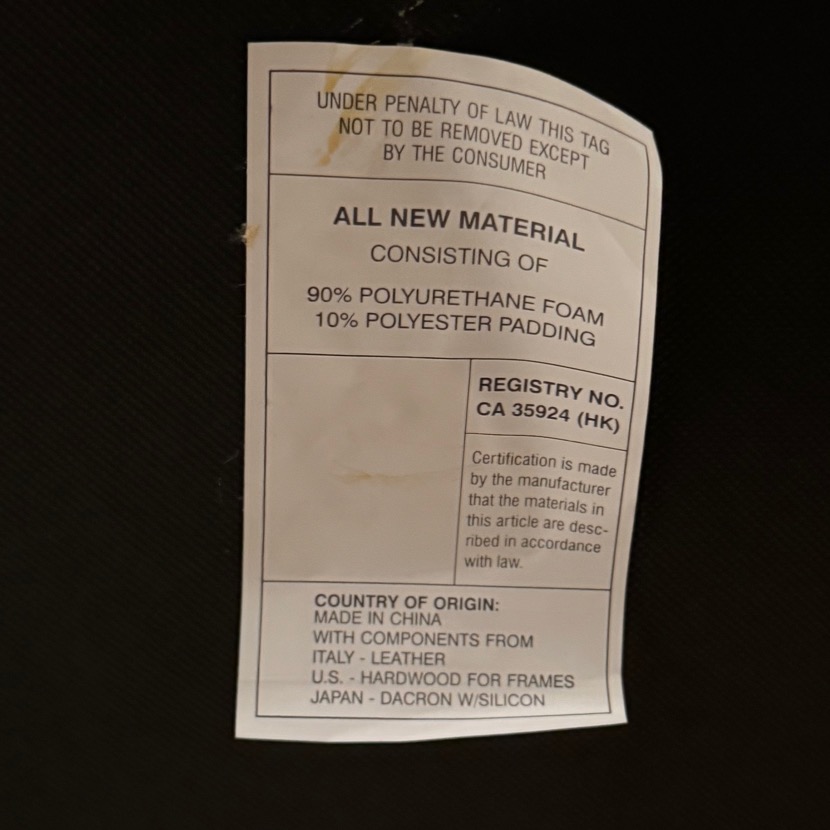 UNDER PENALTY OF LAW THIS TAG
NOT TO BE REMOVED EXCEPT
BY THE CONSUMER
ALL NEW MATERIAL
CONSISTING OF
90% POLYURETHANE FOAM
10% POLYESTER PADDING
REGISTRY NO.
CA 35924 (HK)
Certification is made
by the manufacturer
that the materials in
this article are desc-
ribed in accordance
with law.
COUNTRY OF ORIGIN:
MADE IN CHINA
WITH COMPONENTS FROM
ITALY - LEATHER
U.S. - HARDWOOD FOR FRAMES
JAPAN - DACRON W/SILICON